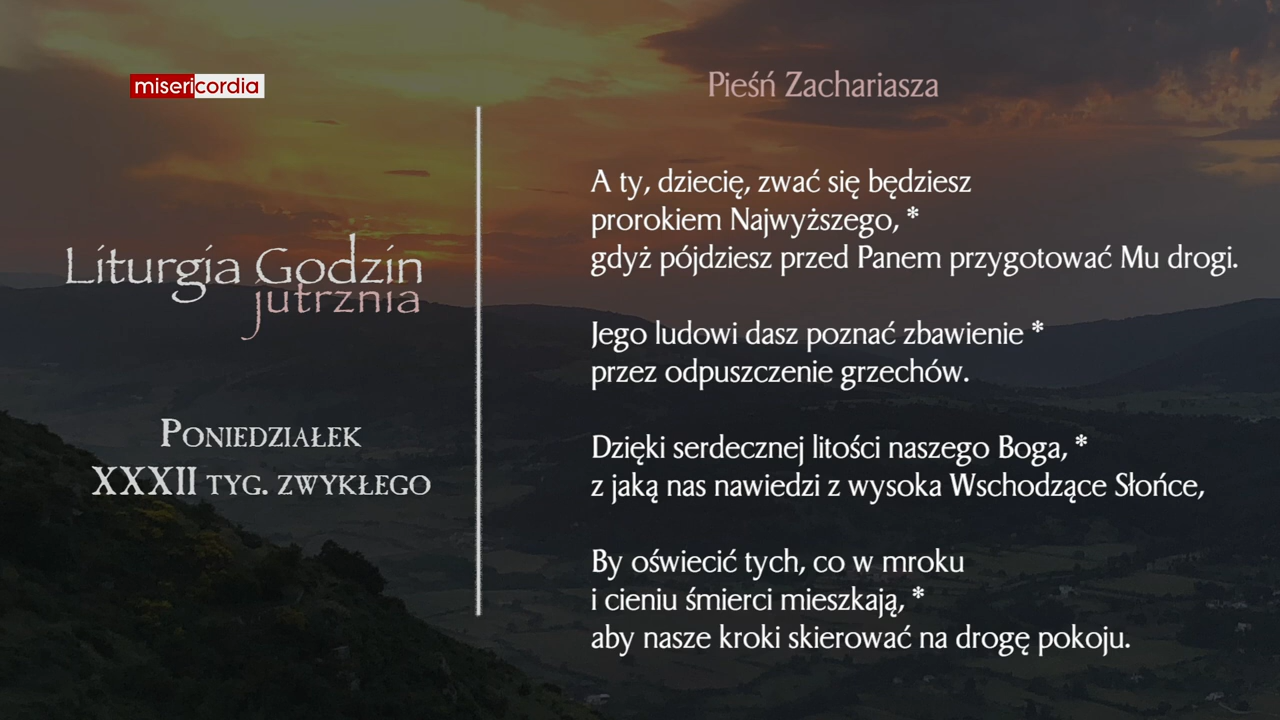 misericordia
Liturgia Godzin
jutrznia
Poniedziałek
XXXII tyg. zwykłego
Pieśń Zachariasza
A ty, dziecię, zwać się będziesz
prorokiem Najwyższego, *
gdyż pójdziesz przed Panem przygotować Mu drogi.
Jego ludowi dasz poznać zbawienie *
przez odpuszczenie grzechów.
Dzięki serdecznej litości naszego Boga, *
z jaką nas nawiedzi z wysoka Wschodzące Słońce,
By oświecić tych, co w mroku
i cieniu śmierci mieszkają, *
aby nasze kroki skierować na drogę pokoju.